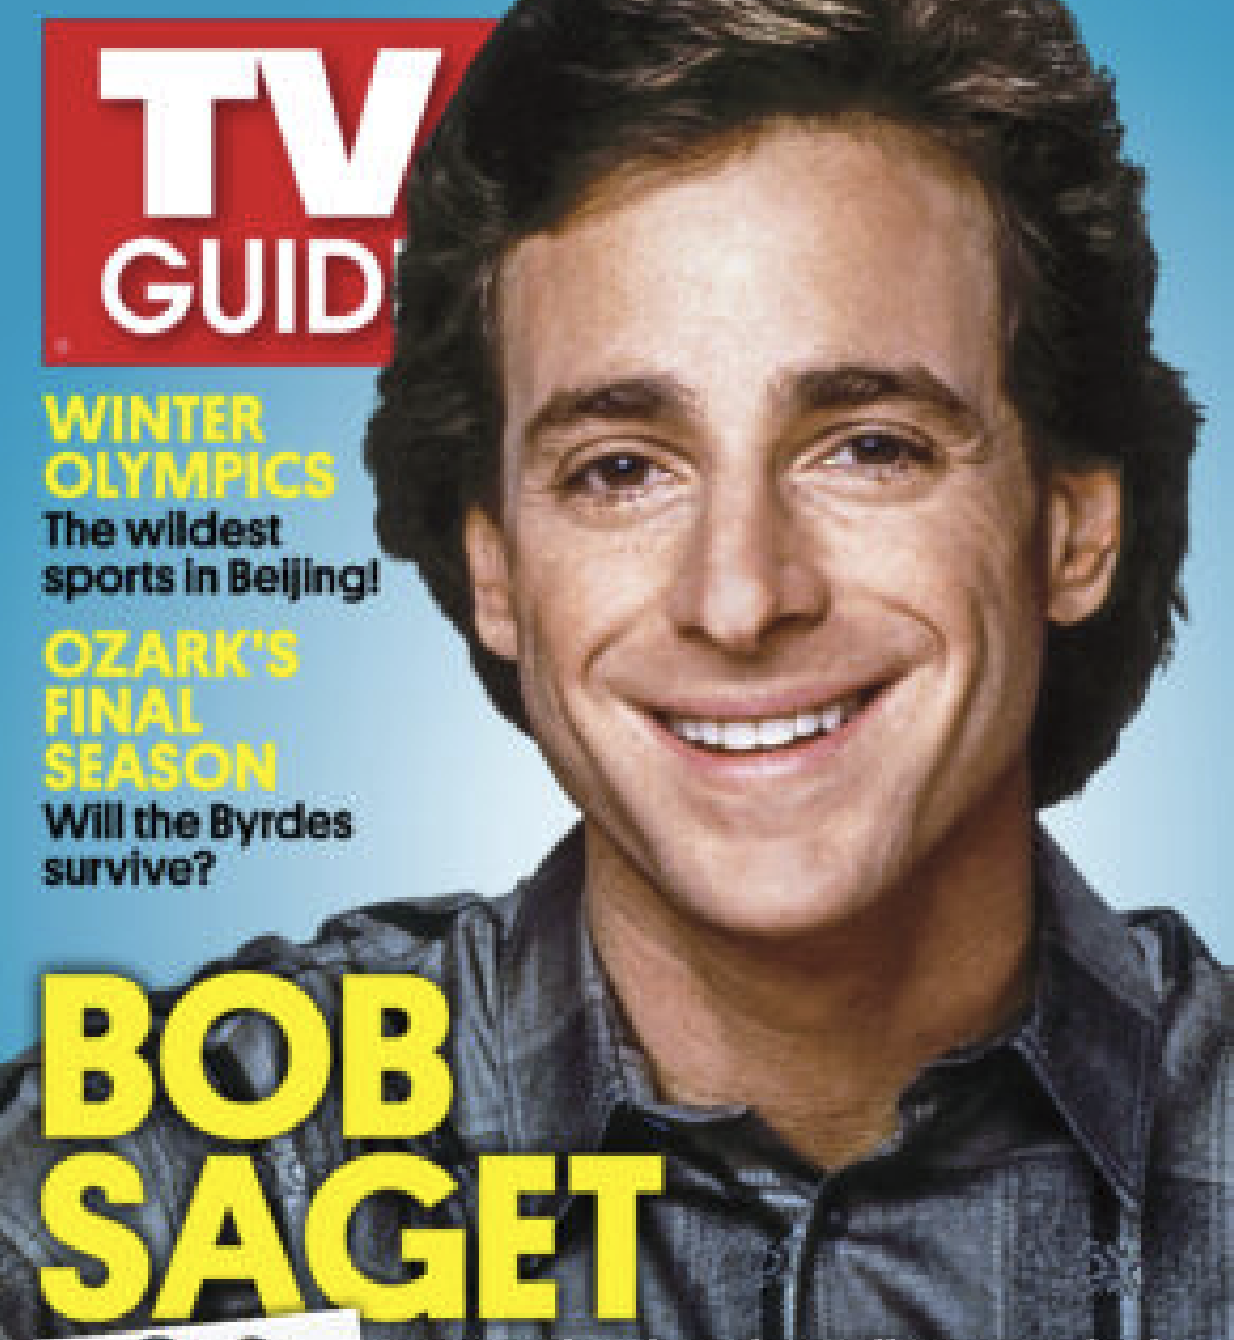 TV
GUID
WINTER
OLYMPICS
The wildest
sports in Beijing!
OZARK'S
FINAL
SEASON
Will the Byrdes
survive?
BOB
SAGET